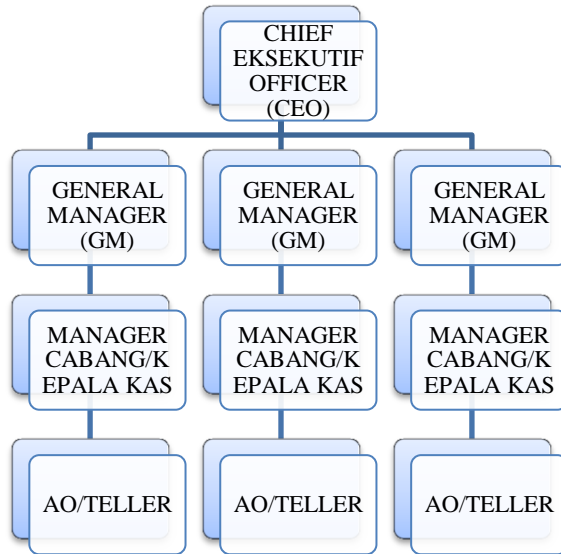 CHIEF
EKSEKUTIF
OFFICER
(CEO)
GENERAL
MANAGER
(GM)
GENERAL
MANAGER
(GM)
GENERAL
MANAGER
(GM)
MANAGER
CABANG/K
EPALA KAS
MANAGER
CABANG/K
EPALA KAS
MANAGER
CABANG/K
EPALA KAS
AO/TELLER
AO/TELLER
AO/TELLER